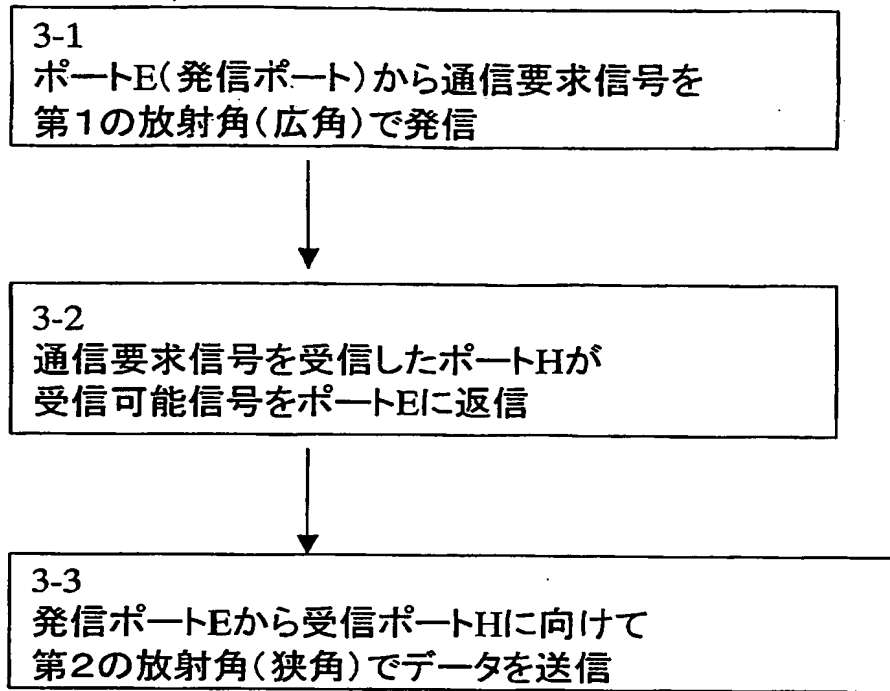 3-1
ポートE(発信ポート)から通信要求信号を
第1の放射角(広角)で発信
3-2
通信要求信号を受信したポートHが
受信可能信号をポートEに返信
3-3
発信ポートEから受信ポートHに向けて
第2の放射角(狭角)でデータを送信